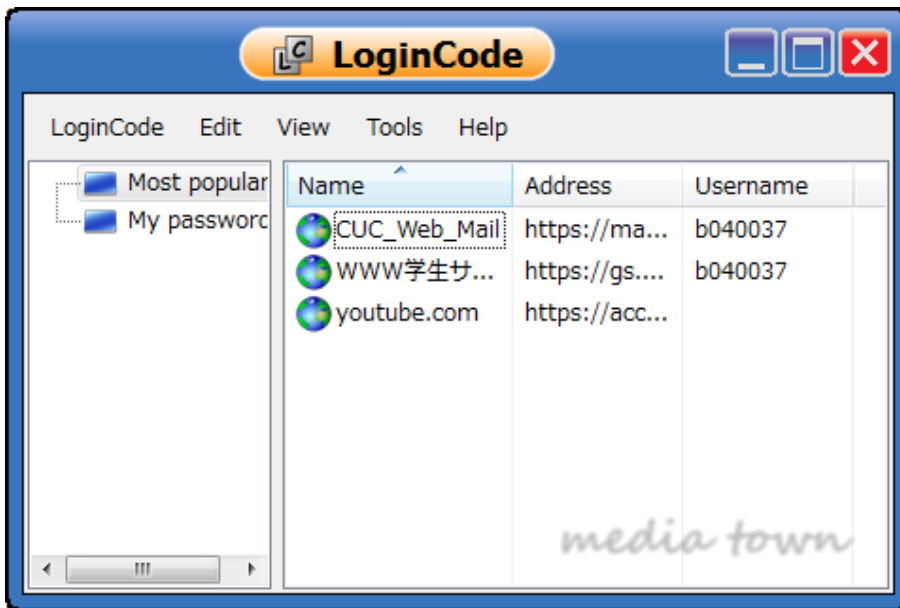 LoginCode
LoginCode Edit View Tools Help
Most popular
My password
Name Address Username
CUC_Web_Mail https://ma... b040037
WWW学生サ... https://gs.... b040037
youtube.com https://acc...
media town